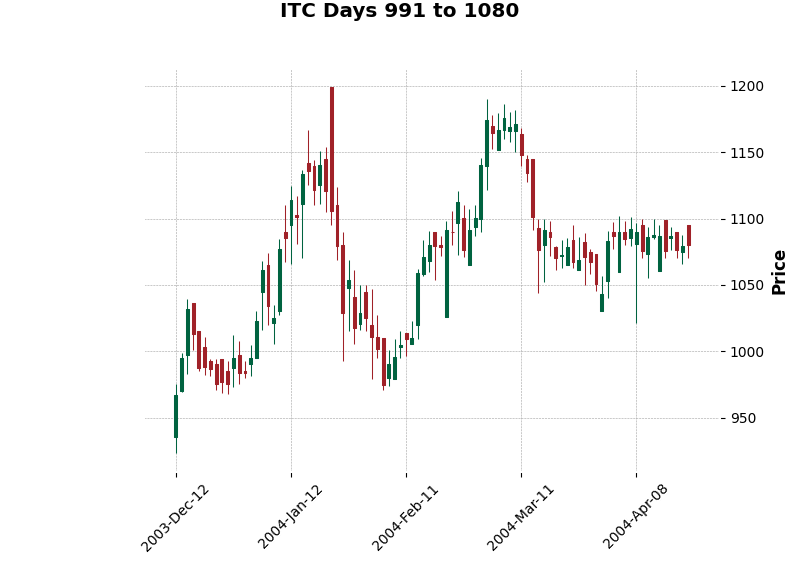 ITC Days 991 to 1080
1200
1150
1100
1050
1000
950
Price
2003-Dec-12
2004-Jan-12
2004-Feb-11
2004-Mar-11
2004-Apr-08